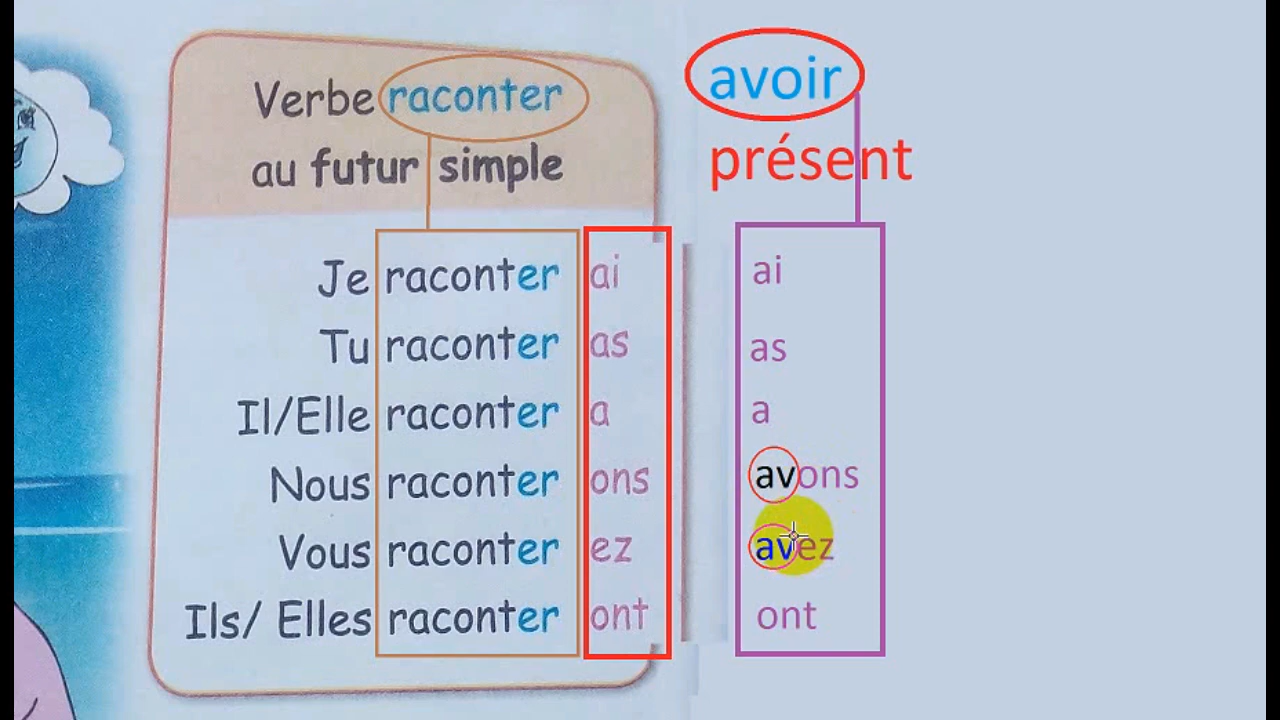 Verbe raconter
au futur simple
Je raconter ai
Tu raconter as
Il/Elle raconter a
Nous raconter ons
Vous raconter ez
Ils/ Elles raconter ont
avoir
présent
ai
as
a
avons
avez
ont